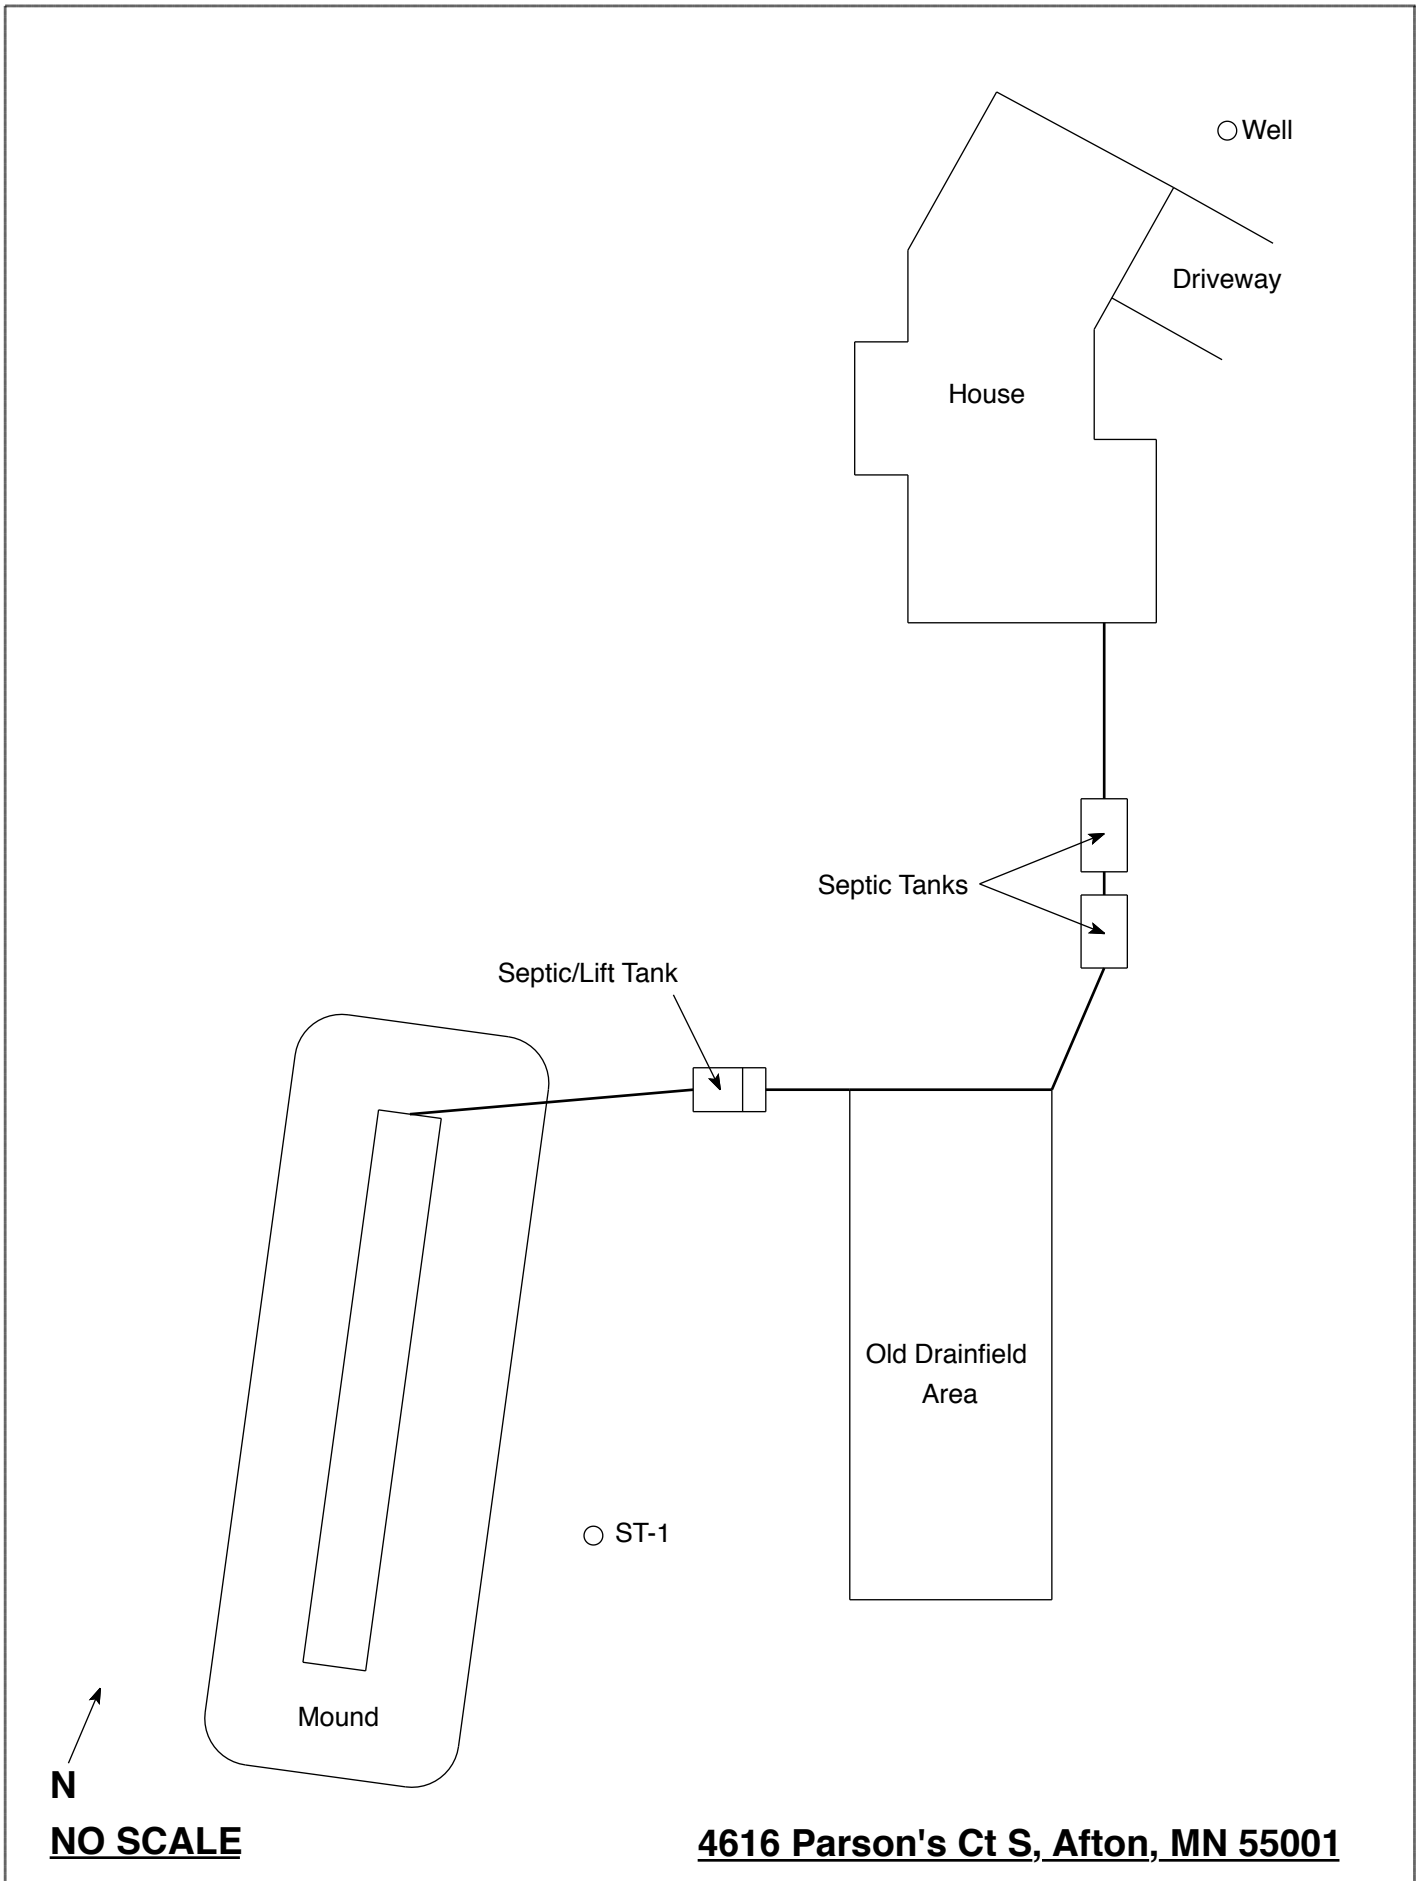 Well
Driveway
House
Septic Tanks
Septic/Lift Tank
Old Drainfield
Area
ST-1
Mound
N
NO SCALE
4616 Parson's Ct S, Afton, MN 55001